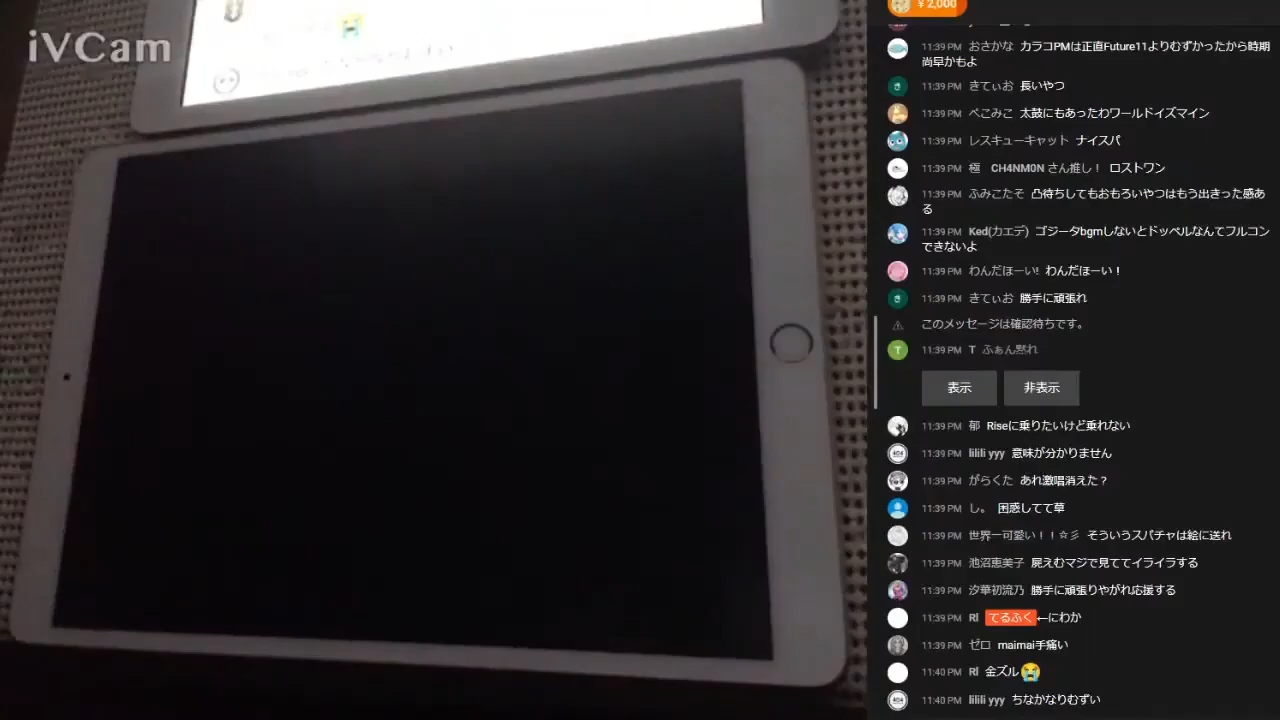 iVCam
¥2,000
11:39 PM おさかな カラコPMは正直Future11よりむずかったから時期
尚早かもよ
11:39 PM きてぃお 長いやつ
11:39 PM ぺこみこ 太鼓にもあったわワールドイズマイン
11:39 PM レスキューキャット ナイスパ
11:39 PM 極 CH4NM0N さん推し！ ロストワン
11:39 PM ふみこたそ 凸待ちしてもおもろいやつはもう出きった感あ
る
11:39 PM Ked(カエデ) ゴジータbgmしないとドッペルなんてフルコン
できないよ
11:39 PM わんだほーい! わんだほーい！
11:39 PM きてぃお 勝手に頑張れ
このメッセージは確認待ちです。
T 11:39 PM T ふぁん黙れ
表示 非表示
11:39 PM 郁 Riseに乗りたいけど乗れない
11:39 PM lilili yyy 意味が分かりません
11:39 PM がらくた あれ激唱消えた？
11:39 PM し。 困惑してて草
11:39 PM 世界一可愛い！！☆彡 そういうスパチャは絵に送れ
11:39 PM 池沼恵美子 屍えむマジで見ててイライラする
11:39 PM 汐華初流乃 勝手に頑張りやがれ応援する
11:39 PM Rl てるふく ←にわか
11:39 PM ゼロ maimai手痛い
11:40 PM Rl 金ズル😭
11:40 PM lilili yyy ちなかなりむずい